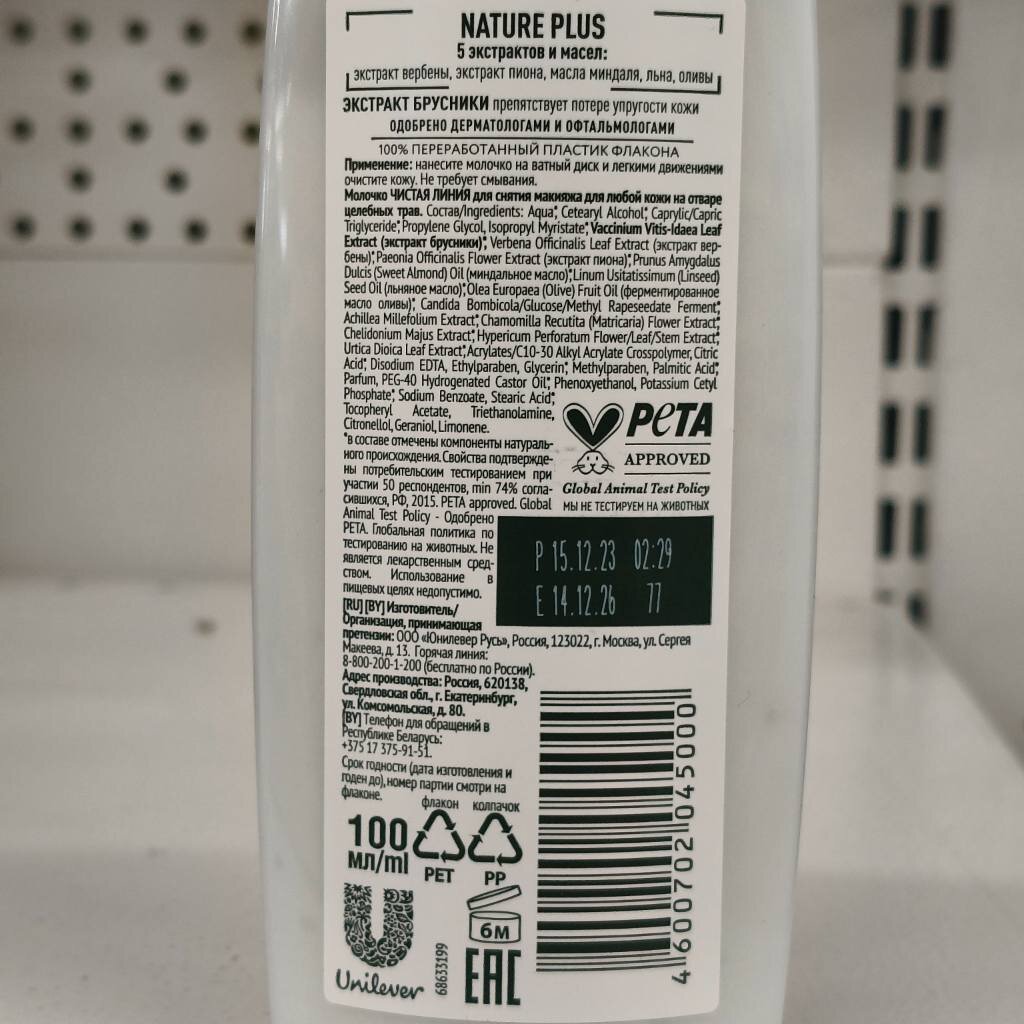 NATURE PLUS
5 экстрактов и масел:
экстракт вербены, экстракт пиона, масла миндаля, льна, оливы
ЭКСТРАКТ БРУСНИКИ препятствует потере упругости кожи
ОДОБРЕНО ДЕРМАТОЛОГАМИ И ОФТАЛЬМОЛОГАМИ
100% ПЕРЕРАБОТАННЫЙ ПЛАСТИК ФЛАКОНА
Применение: нанесите молочко на ватный диск и легкими движениями
очистите кожу. Не требует смывания.
Молочко ЧИСТАЯ ЛИНИЯ для снятия макияжа для любой кожи на отваре
целебных трав. Состав/Ingredients: Aqua*, Cetearyl Alcohol*, Caprylic/Capric
Triglyceride*, Propylene Glycol, Isopropyl Myristate*, Vaccinium Vitis-Idaea Leaf
Extract (экстракт брусники)*, Verbena Officinalis Leaf Extract (экстракт вер-
бены)*, Paeonia Officinalis Flower Extract (экстракт пиона)*, Prunus Amygdalus
Dulcis (Sweet Almond) Oil (миндальное масло)*, Linum Usitatissimum (Linseed)
Seed Oil (льняное масло)*, Olea Europaea (Olive) Fruit Oil (ферментированное
масло оливы)*, Candida Bombicola/Glucose/Methyl Rapeseedate Ferment*,
Achillea Millefolium Extract*, Chamomilla Recutita (Matricaria) Flower Extract*,
Chelidonium Majus Extract*, Hypericum Perforatum Flower/Leaf/Stem Extract*,
Urtica Dioica Leaf Extract*, Acrylates/C10-30 Alkyl Acrylate Crosspolymer, Citric
Acid*, Disodium EDTA, Ethylparaben, Glycerin*, Methylparaben, Palmitic Acid*,
Parfum, PEG-40 Hydrogenated Castor Oil*, Phenoxyethanol, Potassium Cetyl
Phosphate*, Sodium Benzoate, Stearic Acid*,
Tocopheryl Acetate, Triethanolamine,
Citronellol, Geraniol, Limonene.
*в составе отмечены компоненты натураль-
ного происхождения. Свойства подтвержде-
ны потребительским тестированием при
участии 50 респондентов, min 74% согла-
сившихся, РФ, 2015. PETA approved. Global
Animal Test Policy - Одобрено
PETA. Глобальная политика по
тестированию на животных. Не
является лекарственным сред-
ством. Использование в
пищевых целях недопустимо.
PETA
APPROVED
Global Animal Test Policy
МЫ НЕ ТЕСТИРУЕМ НА ЖИВОТНЫХ
P 15.12.23 02:29
E 14.12.26 77
[RU] [BY] Изготовитель/
Организация, принимающая
претензии: ООО «Юнилевер Русь», Россия, 123022, г. Москва, ул. Сергея
Макеева, д. 13. Горячая линия:
8-800-200-1-200 (бесплатно по России).
Адрес производства: Россия, 620138,
Свердловская обл., г. Екатеринбург,
ул. Комсомольская, д. 80.
[BY] Телефон для обращений в
Республике Беларусь:
+375 17 375-91-51.
Срок годности (дата изготовления и
годен до), номер партии смотри на
флаконе.
флакон колпачок
100
мл/ml
PET PP
6M
Unilever
68633199
EAC
4 600702 045000